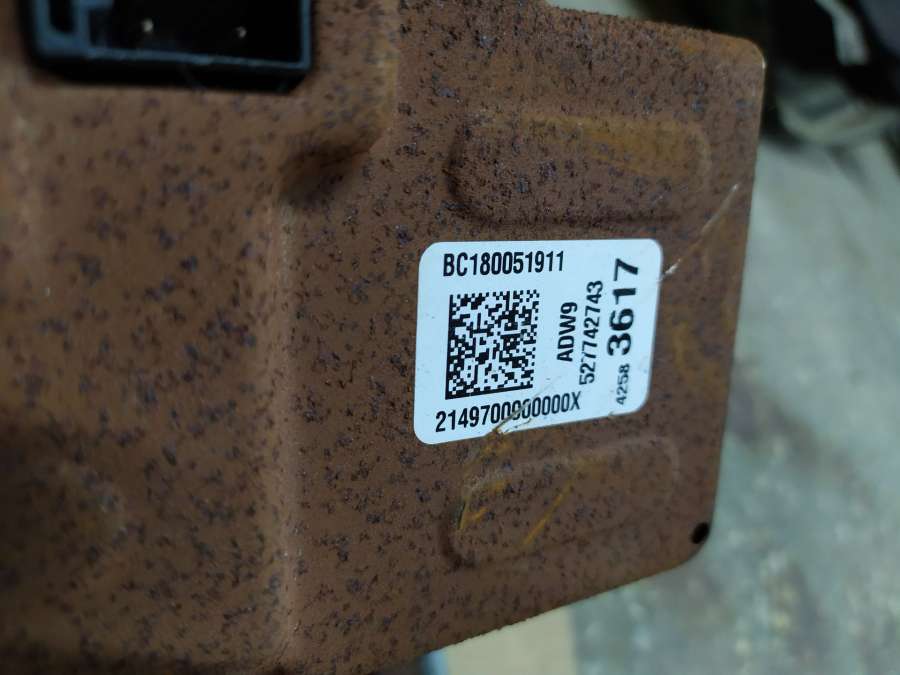 BC180051911
ADW9
527742743
4258 3617
2149700000000X